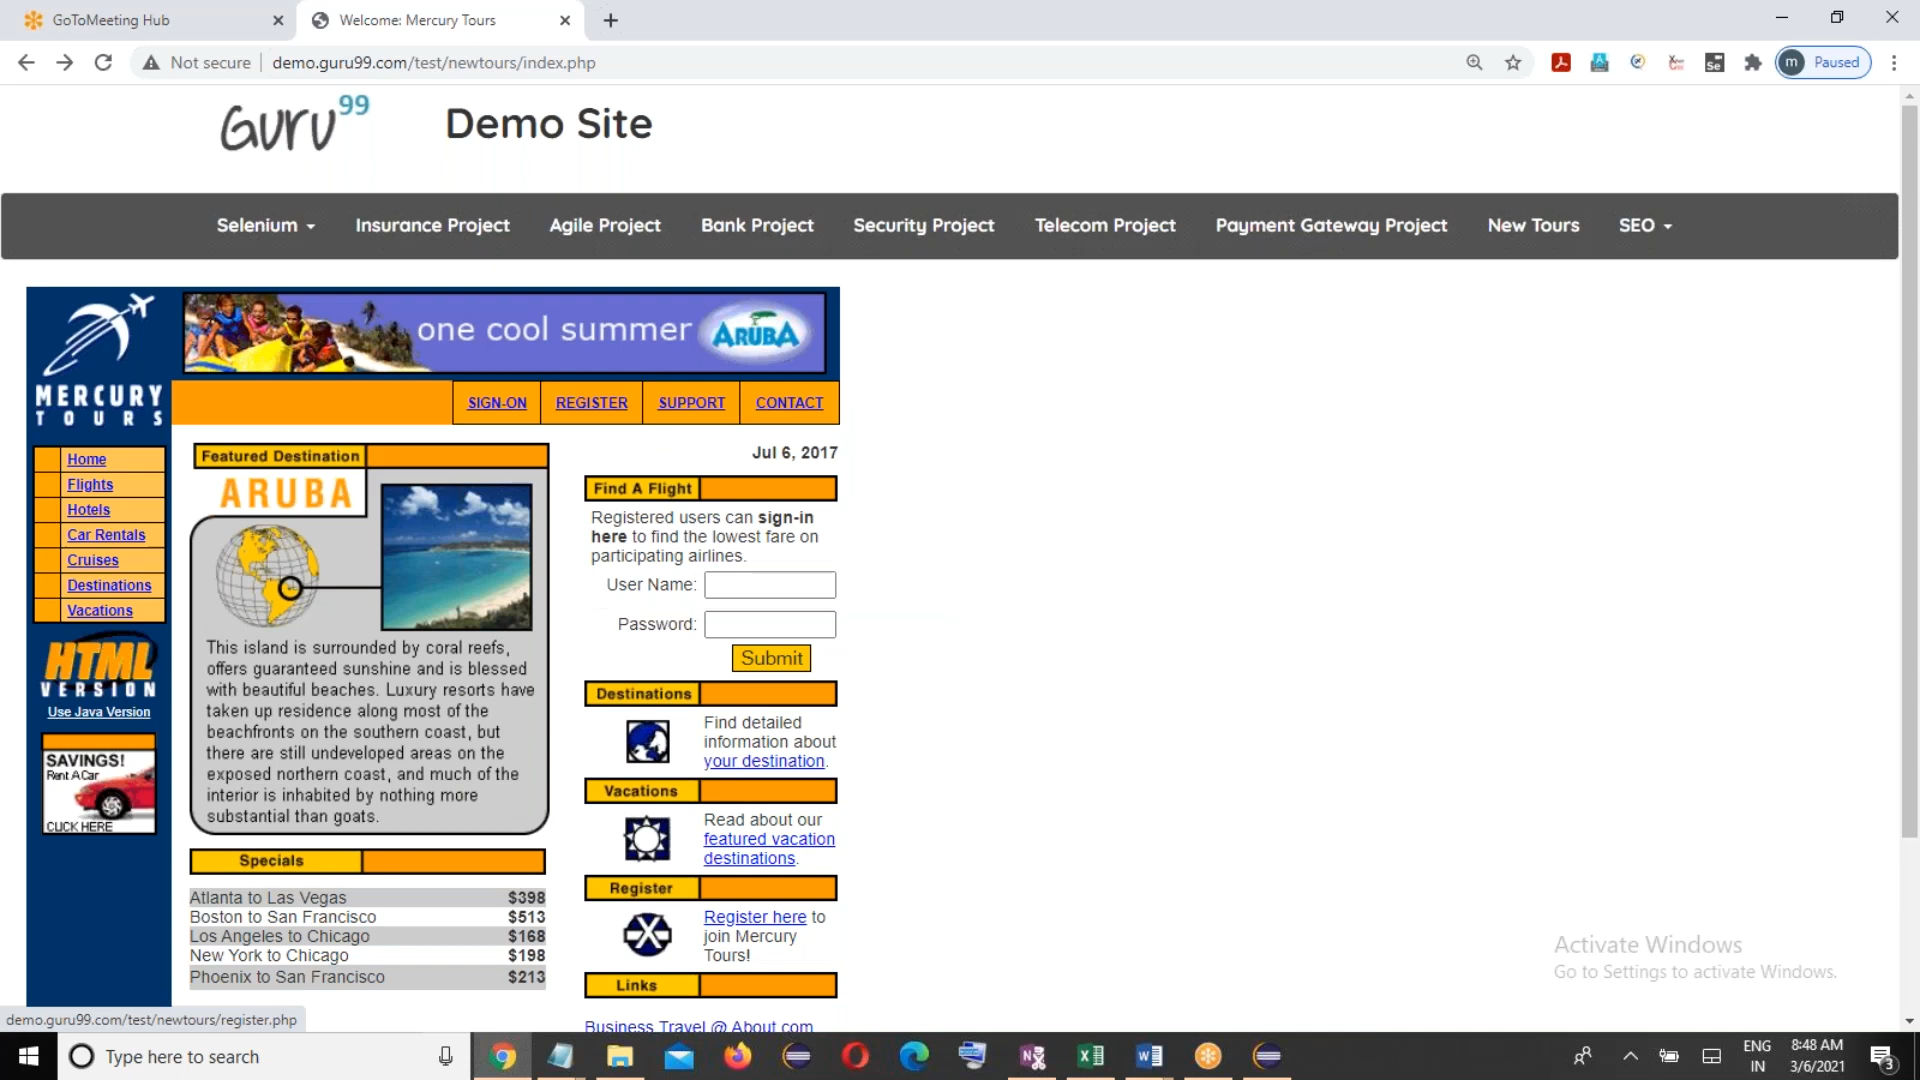 GoToMeeting Hub
Welcome: Mercury Tours
Not secure
demo.guru99.com/test/newtours/index.php
m
Paused
Guru99
Demo Site
Selenium
Insurance Project
Agile Project
Bank Project
Security Project
Telecom Project
Payment Gateway Project
New Tours
SEO
MERCURY
TOURS
one cool summer
ARUBA
SIGN-ON
REGISTER
SUPPORT
CONTACT
Home
Flights
Hotels
Car Rentals
Cruises
Destinations
Vacations
HTML
VERSION
Use Java Version
SAVINGS!
Rent A Car
CLICK HERE
Featured Destination
ARUBA
This island is surrounded by coral reefs,
offers guaranteed sunshine and is blessed
with beautiful beaches. Luxury resorts have
taken up residence along most of the
beachfronts on the southern coast, but
there are still undeveloped areas on the
exposed northern coast, and much of the
interior is inhabited by nothing more
substantial than goats.
Specials
Atlanta to Las Vegas $398
Boston to San Francisco $513
Los Angeles to Chicago $168
New York to Chicago $198
Phoenix to San Francisco $213
Jul 6, 2017
Find A Flight
Registered users can sign-in
here to find the lowest fare on
participating airlines.
User Name:
Password:
Submit
Destinations
Find detailed
information about
your destination.
Vacations
Read about our
featured vacation
destinations.
Register
Register here to
join Mercury
Tours!
Links
Business Travel @ About.com
Activate Windows
Go to Settings to activate Windows.
demo.guru99.com/test/newtours/register.php
Type here to search
ENG
IN
8:48 AM
3/6/2021
3